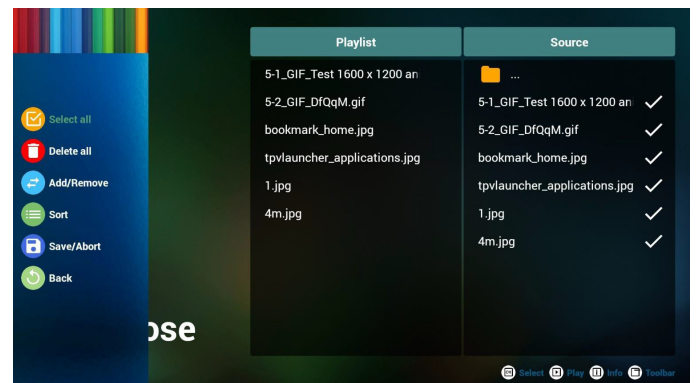 Playlist
Source
5-1_GIF_Test 1600 x 1200 an
5-2_GIF_DfQqM.gif
bookmark_home.jpg
tpvlauncher_applications.jpg
1.jpg
4m.jpg
...
5-1_GIF_Test 1600 x 1200 an
5-2_GIF_DfQqM.gif
bookmark_home.jpg
tpvlauncher_applications.jpg
1.jpg
4m.jpg
Select all
Delete all
Add/Remove
Sort
Save/Abort
Back
ose
Select Play Info Toolbar